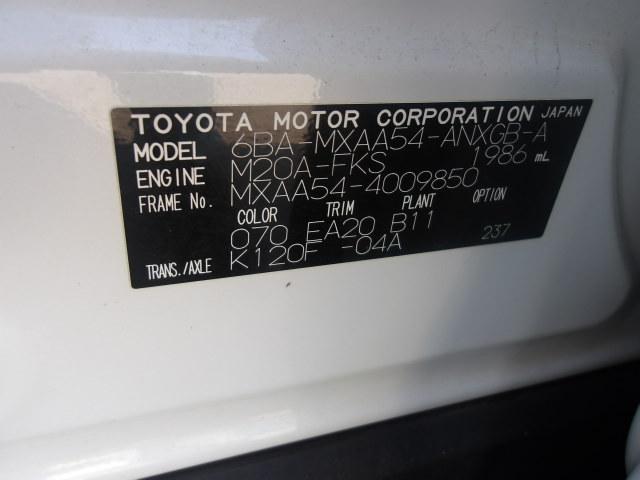 TOYOTA MOTOR CORPORATION JAPAN
MODEL 6BA-MXAA54-ANXGB-A
ENGINE M20A-FKS 1986 mL
FRAME No. MXAA54-4009850
COLOR TRIM PLANT OPTION
070 EA20 B11 237
TRANS./AXLE K120F -04A